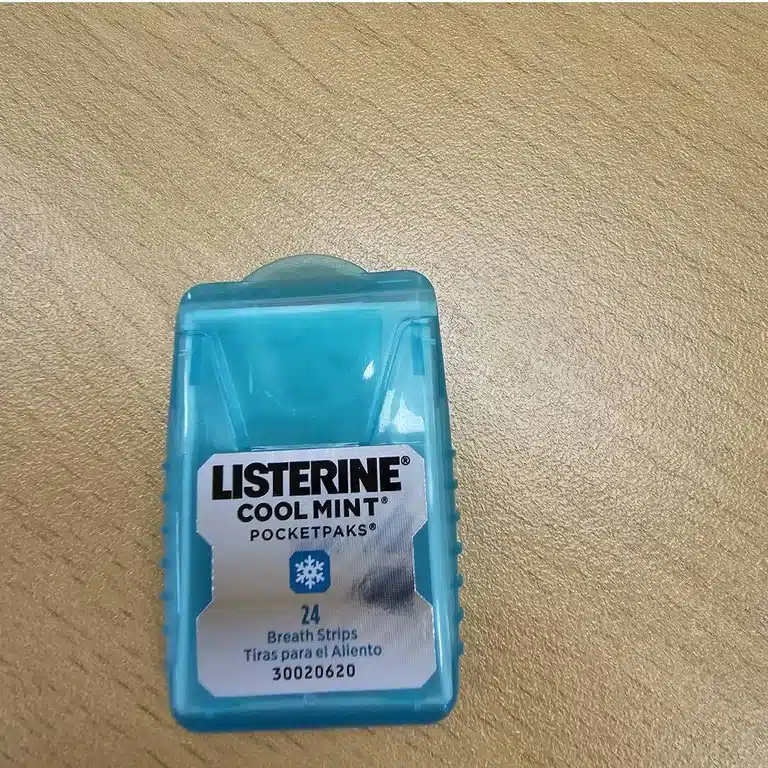 LISTERINE®
COOL MINT®
POCKETPAKS®
24
Breath Strips
Tiras para el Aliento
30020620